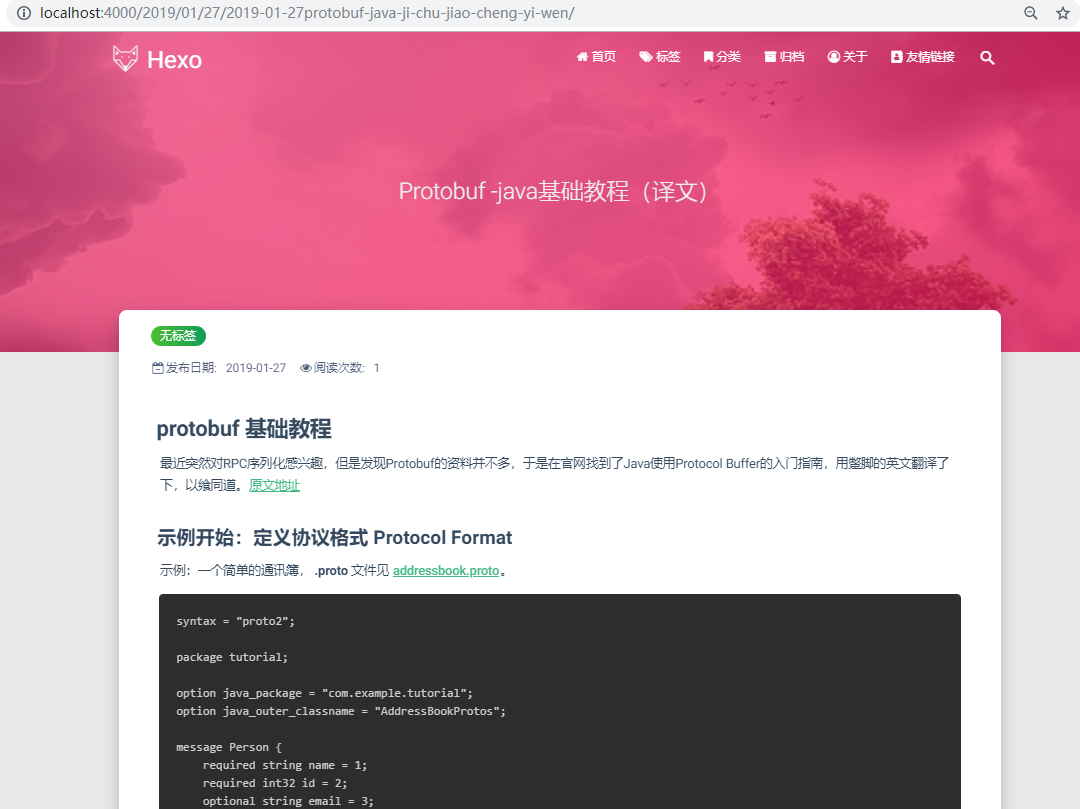 localhost:4000/2019/01/27/2019-01-27protobuf-java-ji-chu-jiao-cheng-yi-wen/
Hexo
首页 标签 分类 归档 关于 友情链接
Protobuf -java基础教程（译文）
无标签
发布日期: 2019-01-27 阅读次数: 1
protobuf 基础教程
最近突然对RPC序列化感兴趣，但是发现Protobuf的资料并不多，于是在官网找到了Java使用Protocol Buffer的入门指南，用蹩脚的英文翻译了
下，以飨同道。原文地址
示例开始：定义协议格式 Protocol Format
示例：一个简单的通讯簿， .proto 文件见 addressbook.proto。
syntax = "proto2";
package tutorial;
option java_package = "com.example.tutorial";
option java_outer_classname = "AddressBookProtos";
message Person {
required string name = 1;
required int32 id = 2;
optional string email = 3;